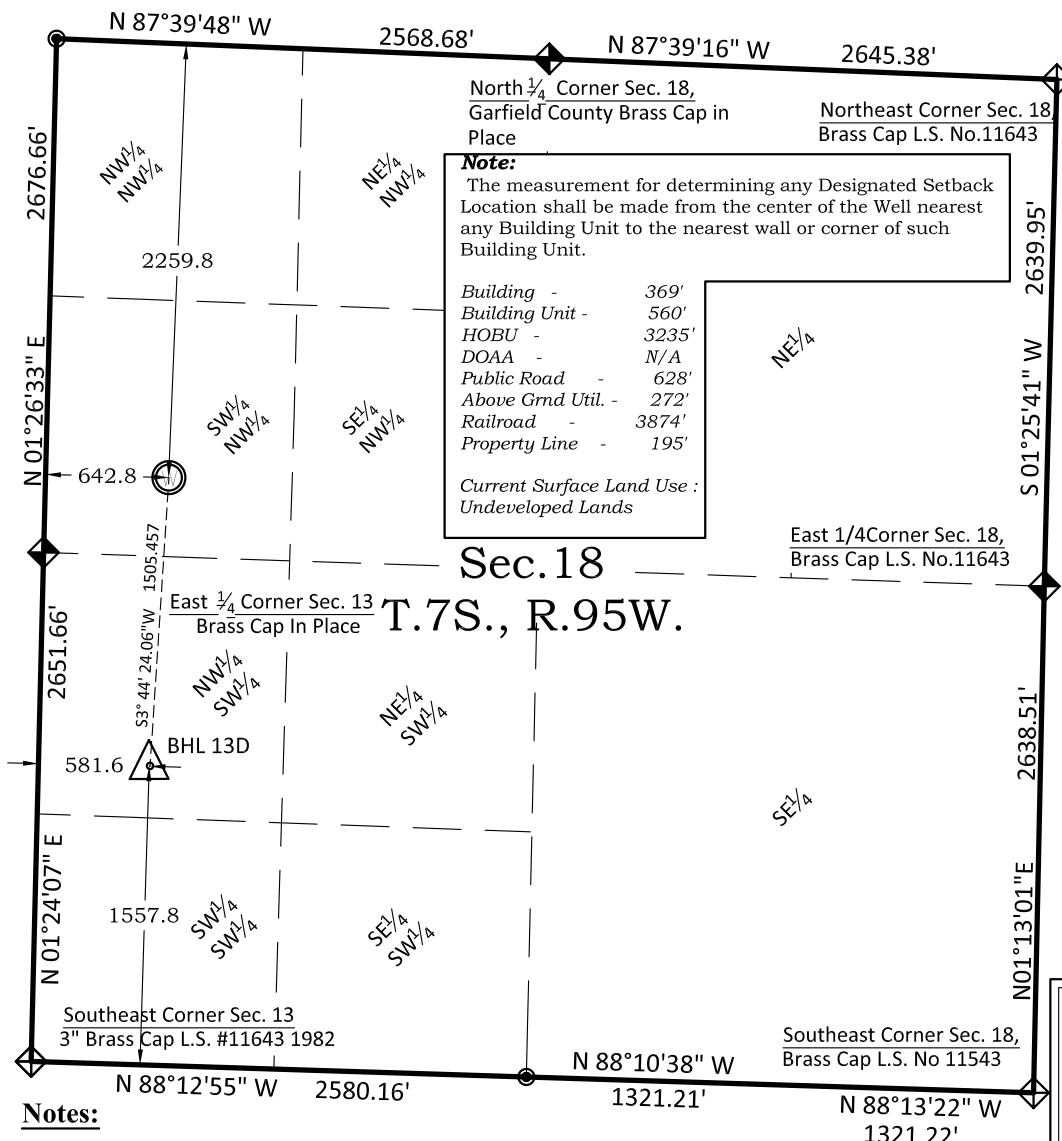 N 87°39'48" W 2568.68' N 87°39'16" W 2645.38'
North 1/4 Corner Sec. 18,
Garfield County Brass Cap in
Place
Northeast Corner Sec. 18,
Brass Cap L.S. No.11643
2676.66'
NW1/4
NW1/4
NE1/4
NW1/4
Note:
The measurement for determining any Designated Setback
Location shall be made from the center of the Well nearest
any Building Unit to the nearest wall or corner of such
Building Unit.
Building - 369'
Building Unit - 560'
HOBU - 3235'
DOAA - N/A
Public Road - 628'
Above Grnd Util. - 272'
Railroad - 3874'
Property Line - 195'
Current Surface Land Use :
Undeveloped Lands
2639.95'
2259.8
NE1/4
N 01°26'33" E
S 01°25'41" W
SW1/4
NW1/4
SE1/4
NW1/4
642.8
S3° 44' 24.06"W 1505.457
East 1/4Corner Sec. 18,
Brass Cap L.S. No.11643
Sec.18
T.7S., R.95W.
East 1/4 Corner Sec. 13
Brass Cap In Place
2651.66'
NW1/4
SW1/4
NE1/4
SW1/4
2638.51'
BHL 13D
581.6
SE1/4
N 01°24'07" E
N01°13'01"E
1557.8
SW1/4
SW1/4
SE1/4
SW1/4
Southeast Corner Sec. 13
3" Brass Cap L.S. #11643 1982
Southeast Corner Sec. 18,
Brass Cap L.S. No 11543
N 88°12'55" W 2580.16'
N 88°10'38" W
1321.21'
N 88°13'22" W
1321.22'
Notes: